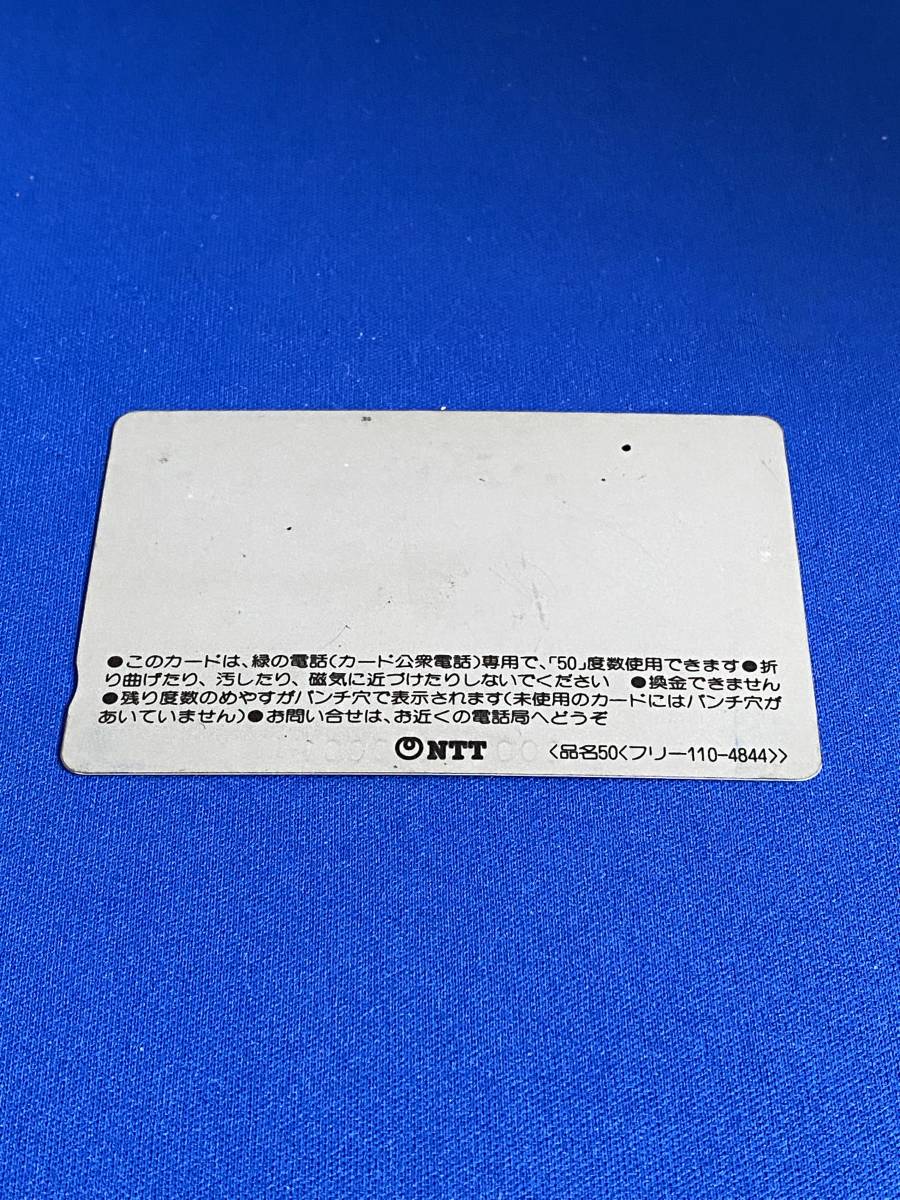 ●このカードは、緑の電話(カード公衆電話)専用で、「50」度数使用できます●折
り曲げたり、汚したり、磁気に近づけたりしないでください ●換金できません
●残り度数のめやすがパンチ穴で表示されます(未使用のカードにはパンチ穴が
あいていません)●お問い合せは、お近くの電話局へどうぞ
NTT 〈品名50〈フリー110-4844〉〉